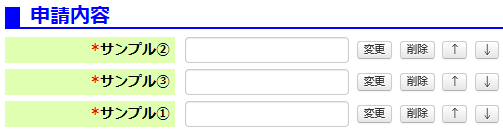 申請内容
*サンプル② 変更 削除 ↑ ↓
*サンプル③ 変更 削除 ↑ ↓
*サンプル① 変更 削除 ↑ ↓